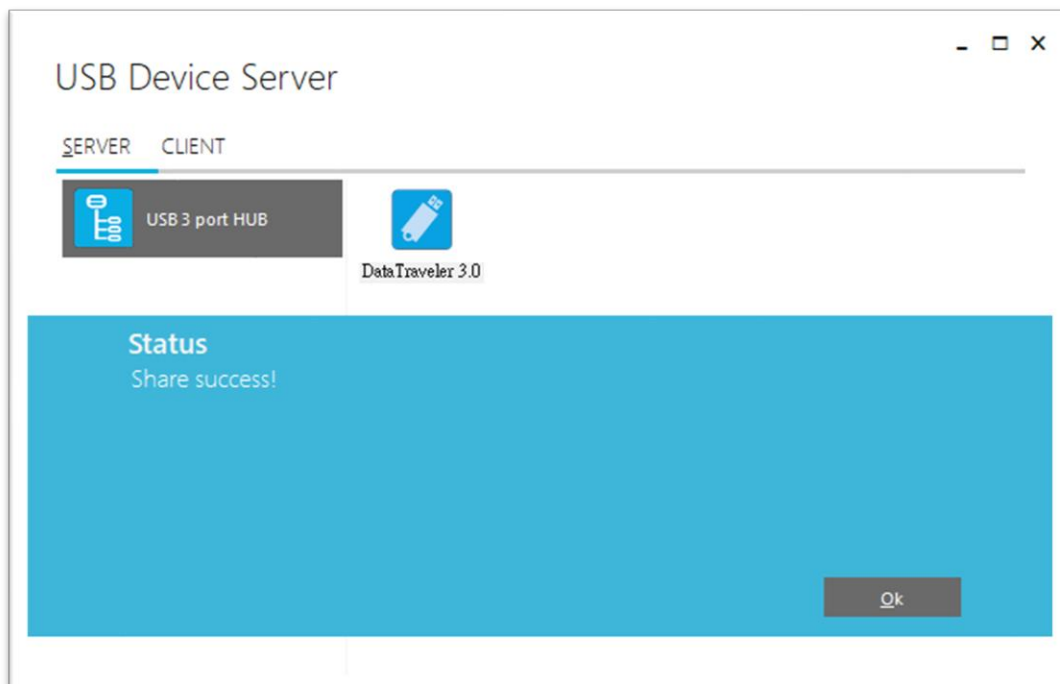 USB Device Server
SERVER CLIENT
USB 3 port HUB
DataTraveler 3.0
Status
Share success!
Ok